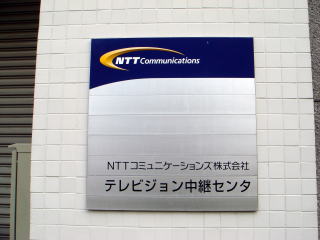 NTT Communications
NTTコミュニケーションズ株式会社
テレビジョン中継センタ